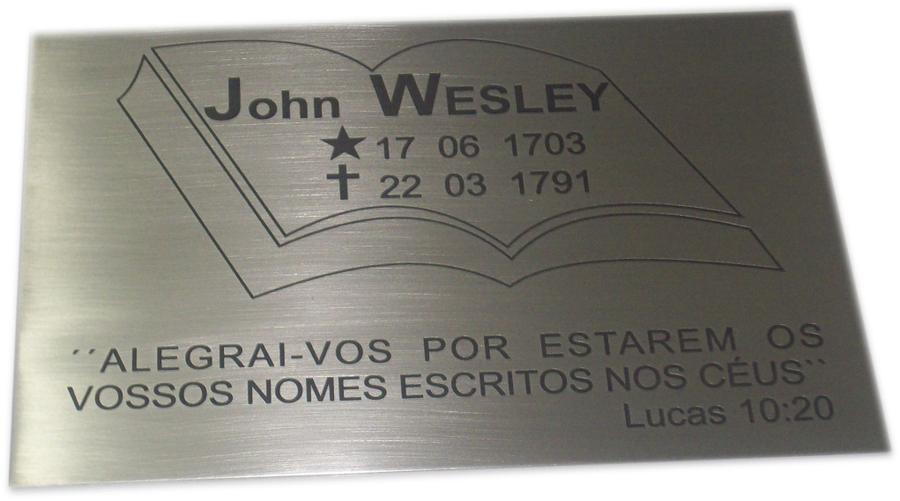 John WESLEY
★ 17 06 1703
✝ 22 03 1791
´´ALEGRAI-VOS POR ESTAREM OS
VOSSOS NOMES ESCRITOS NOS CÉUS``
Lucas 10:20